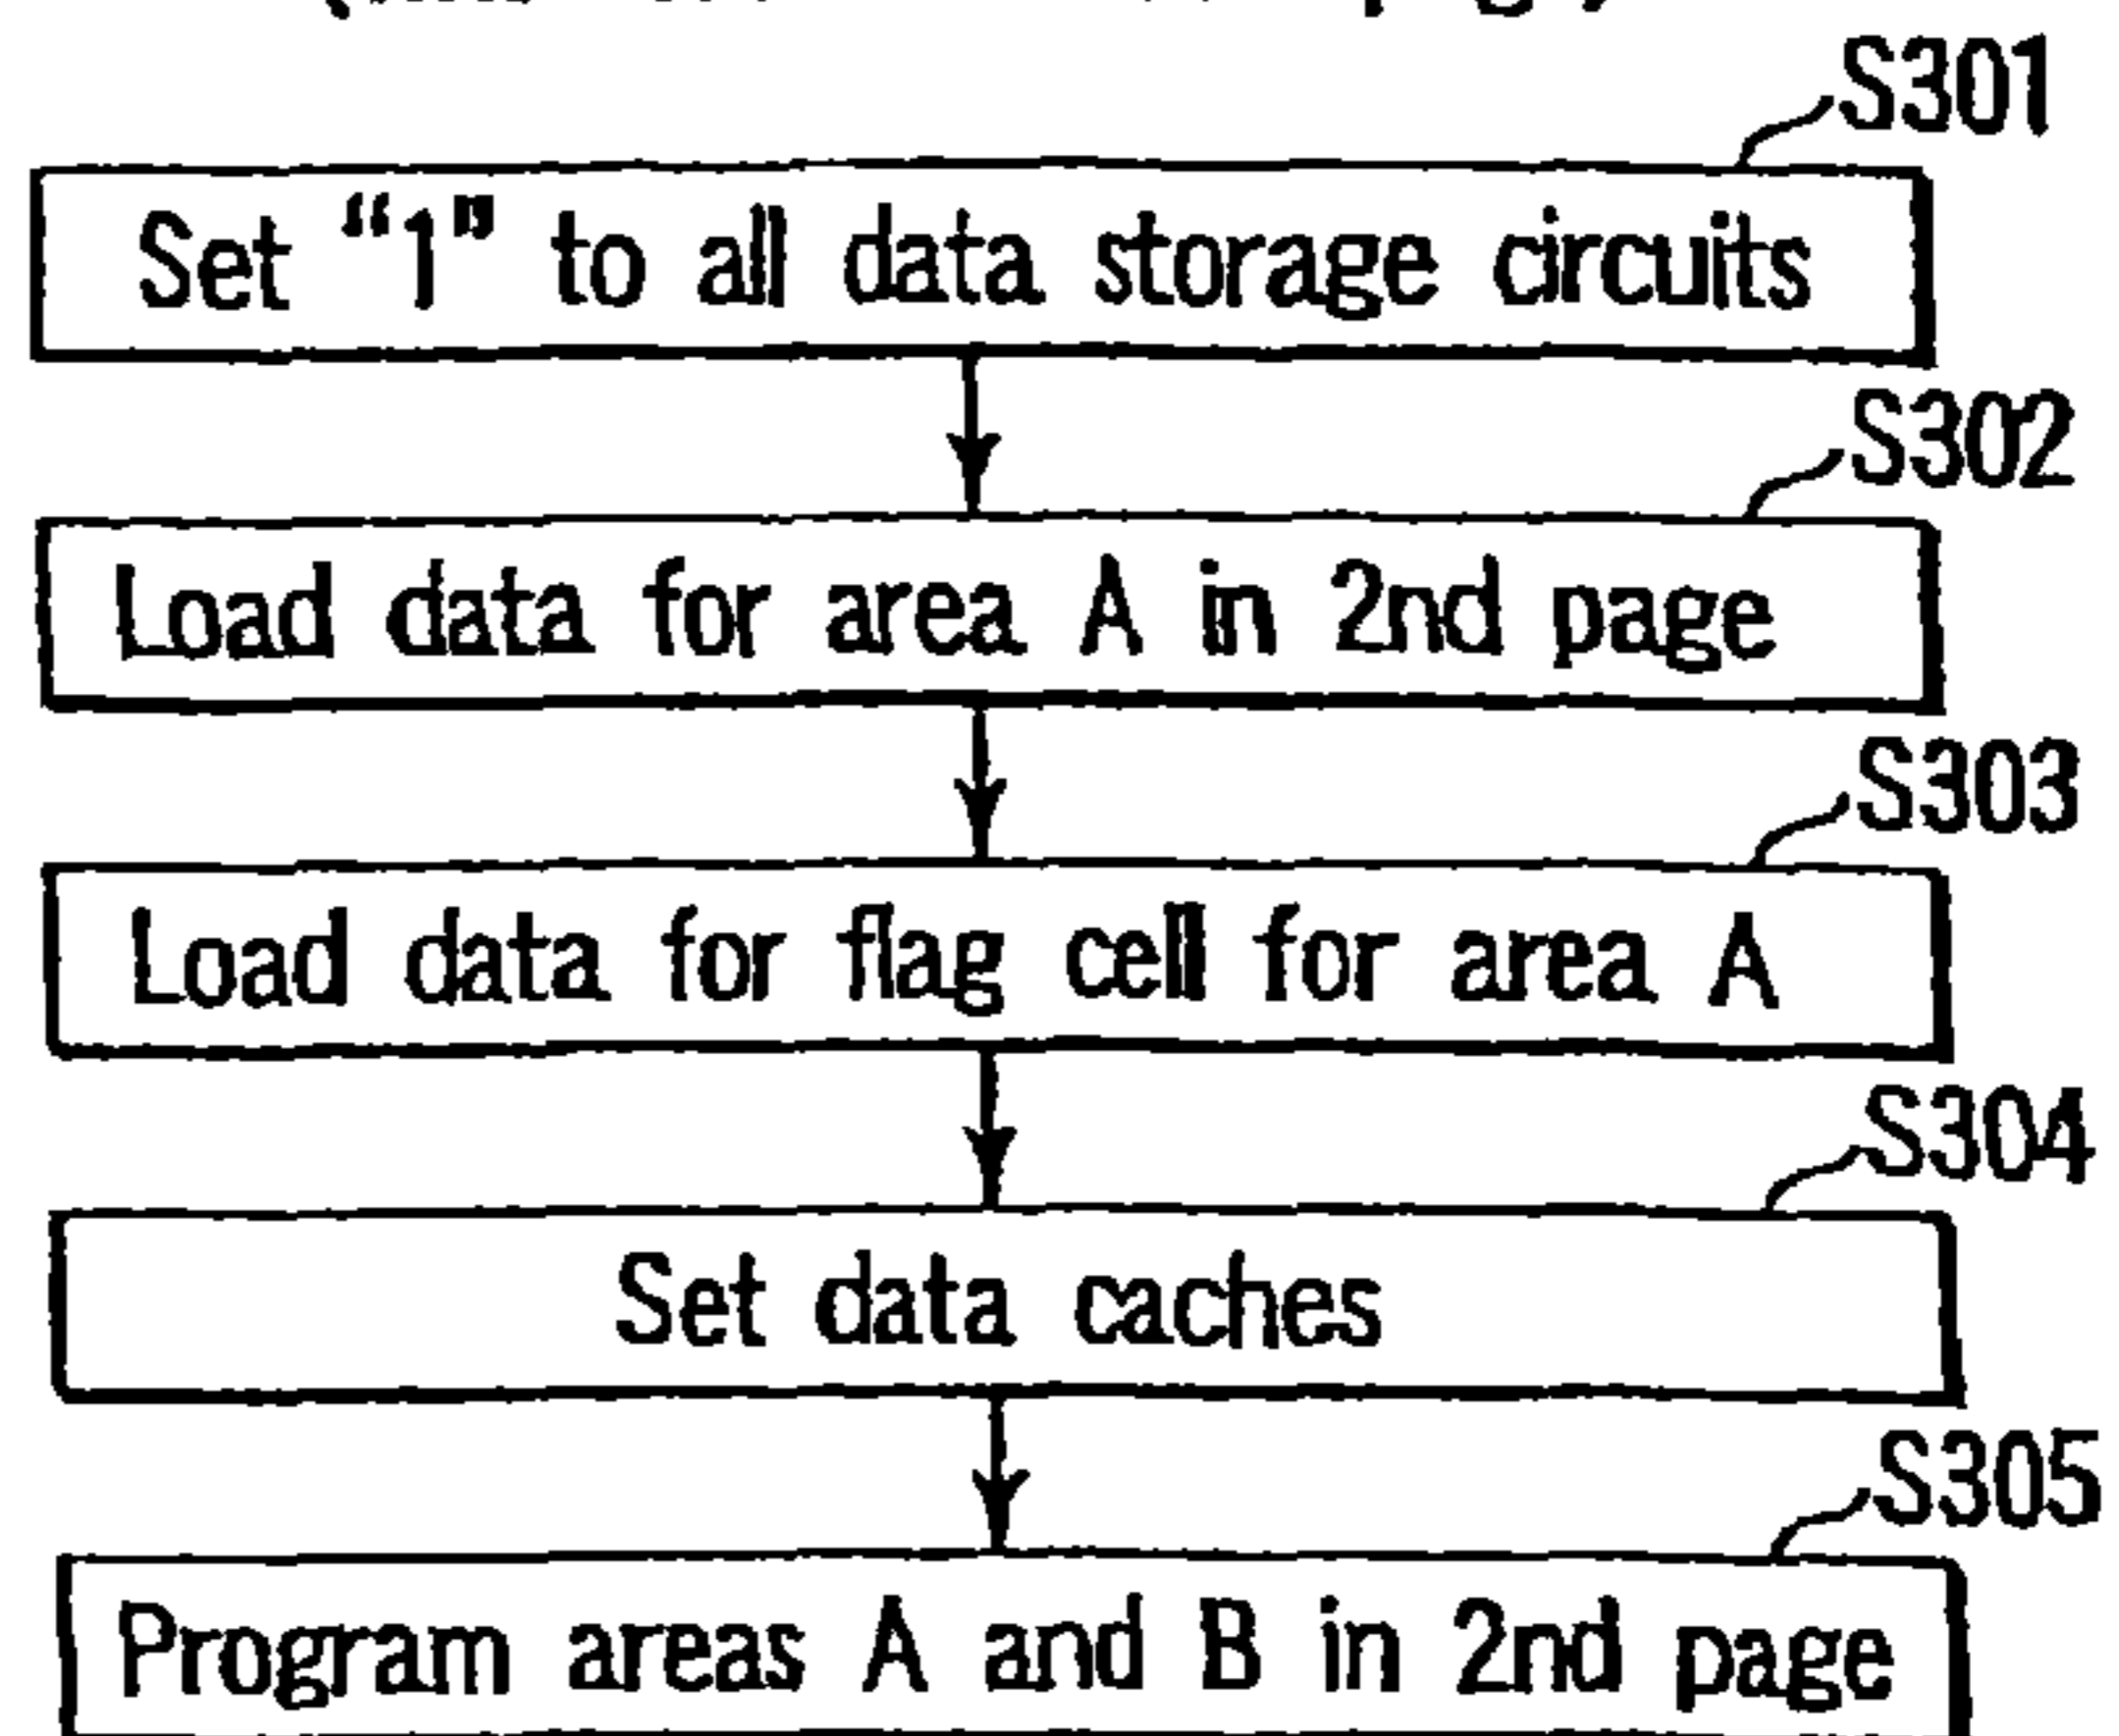 S301
Set “1” to all data storage circuits
S302
Load data for area A in 2nd page
S303
Load data for flag cell for area A
S304
Set data caches
S305
Program areas A and B in 2nd page